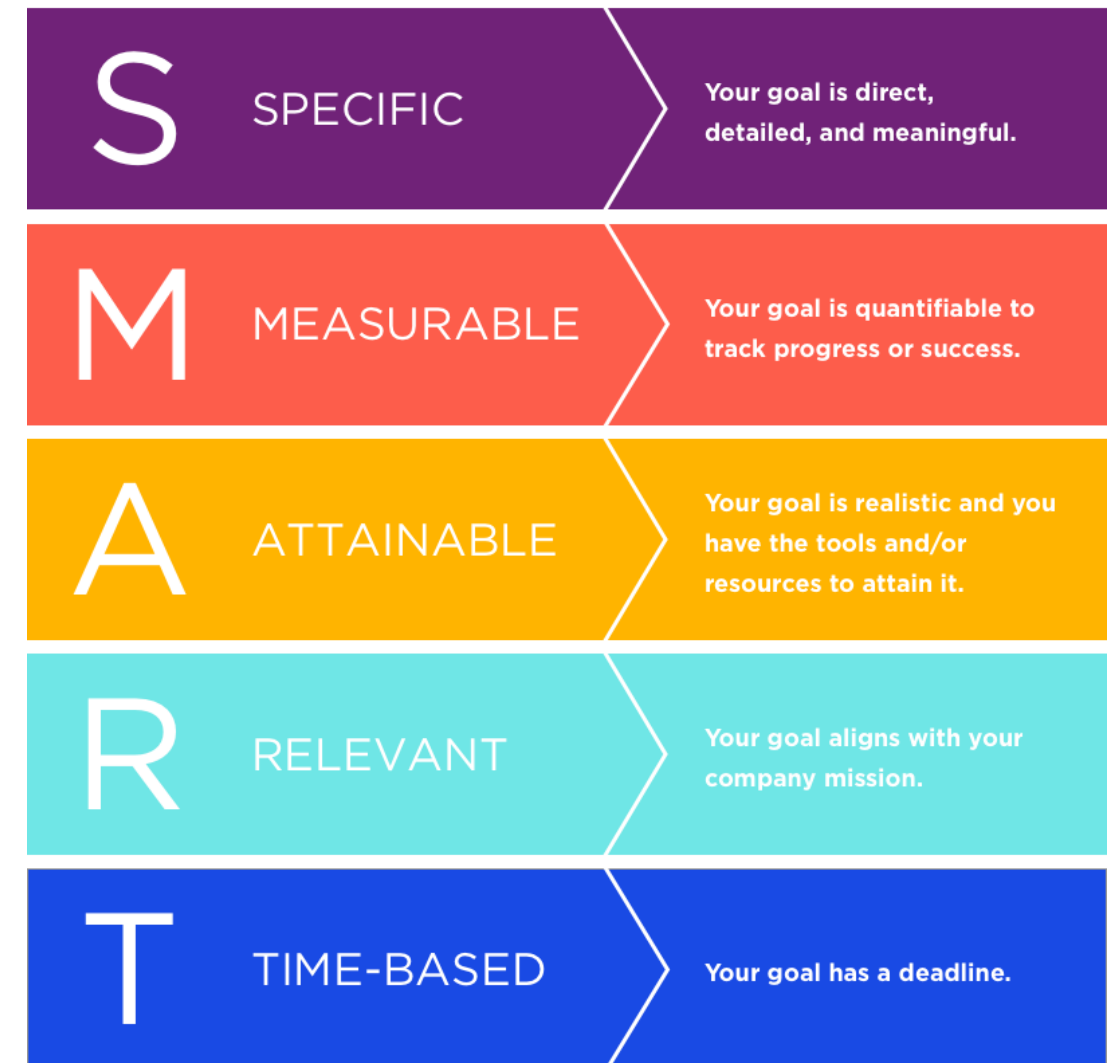 S SPECIFIC
Your goal is direct,
detailed, and meaningful.
M MEASURABLE
Your goal is quantifiable to
track progress or success.
A ATTAINABLE
Your goal is realistic and you
have the tools and/or
resources to attain it.
R RELEVANT
Your goal aligns with your
company mission.
T TIME-BASED
Your goal has a deadline.